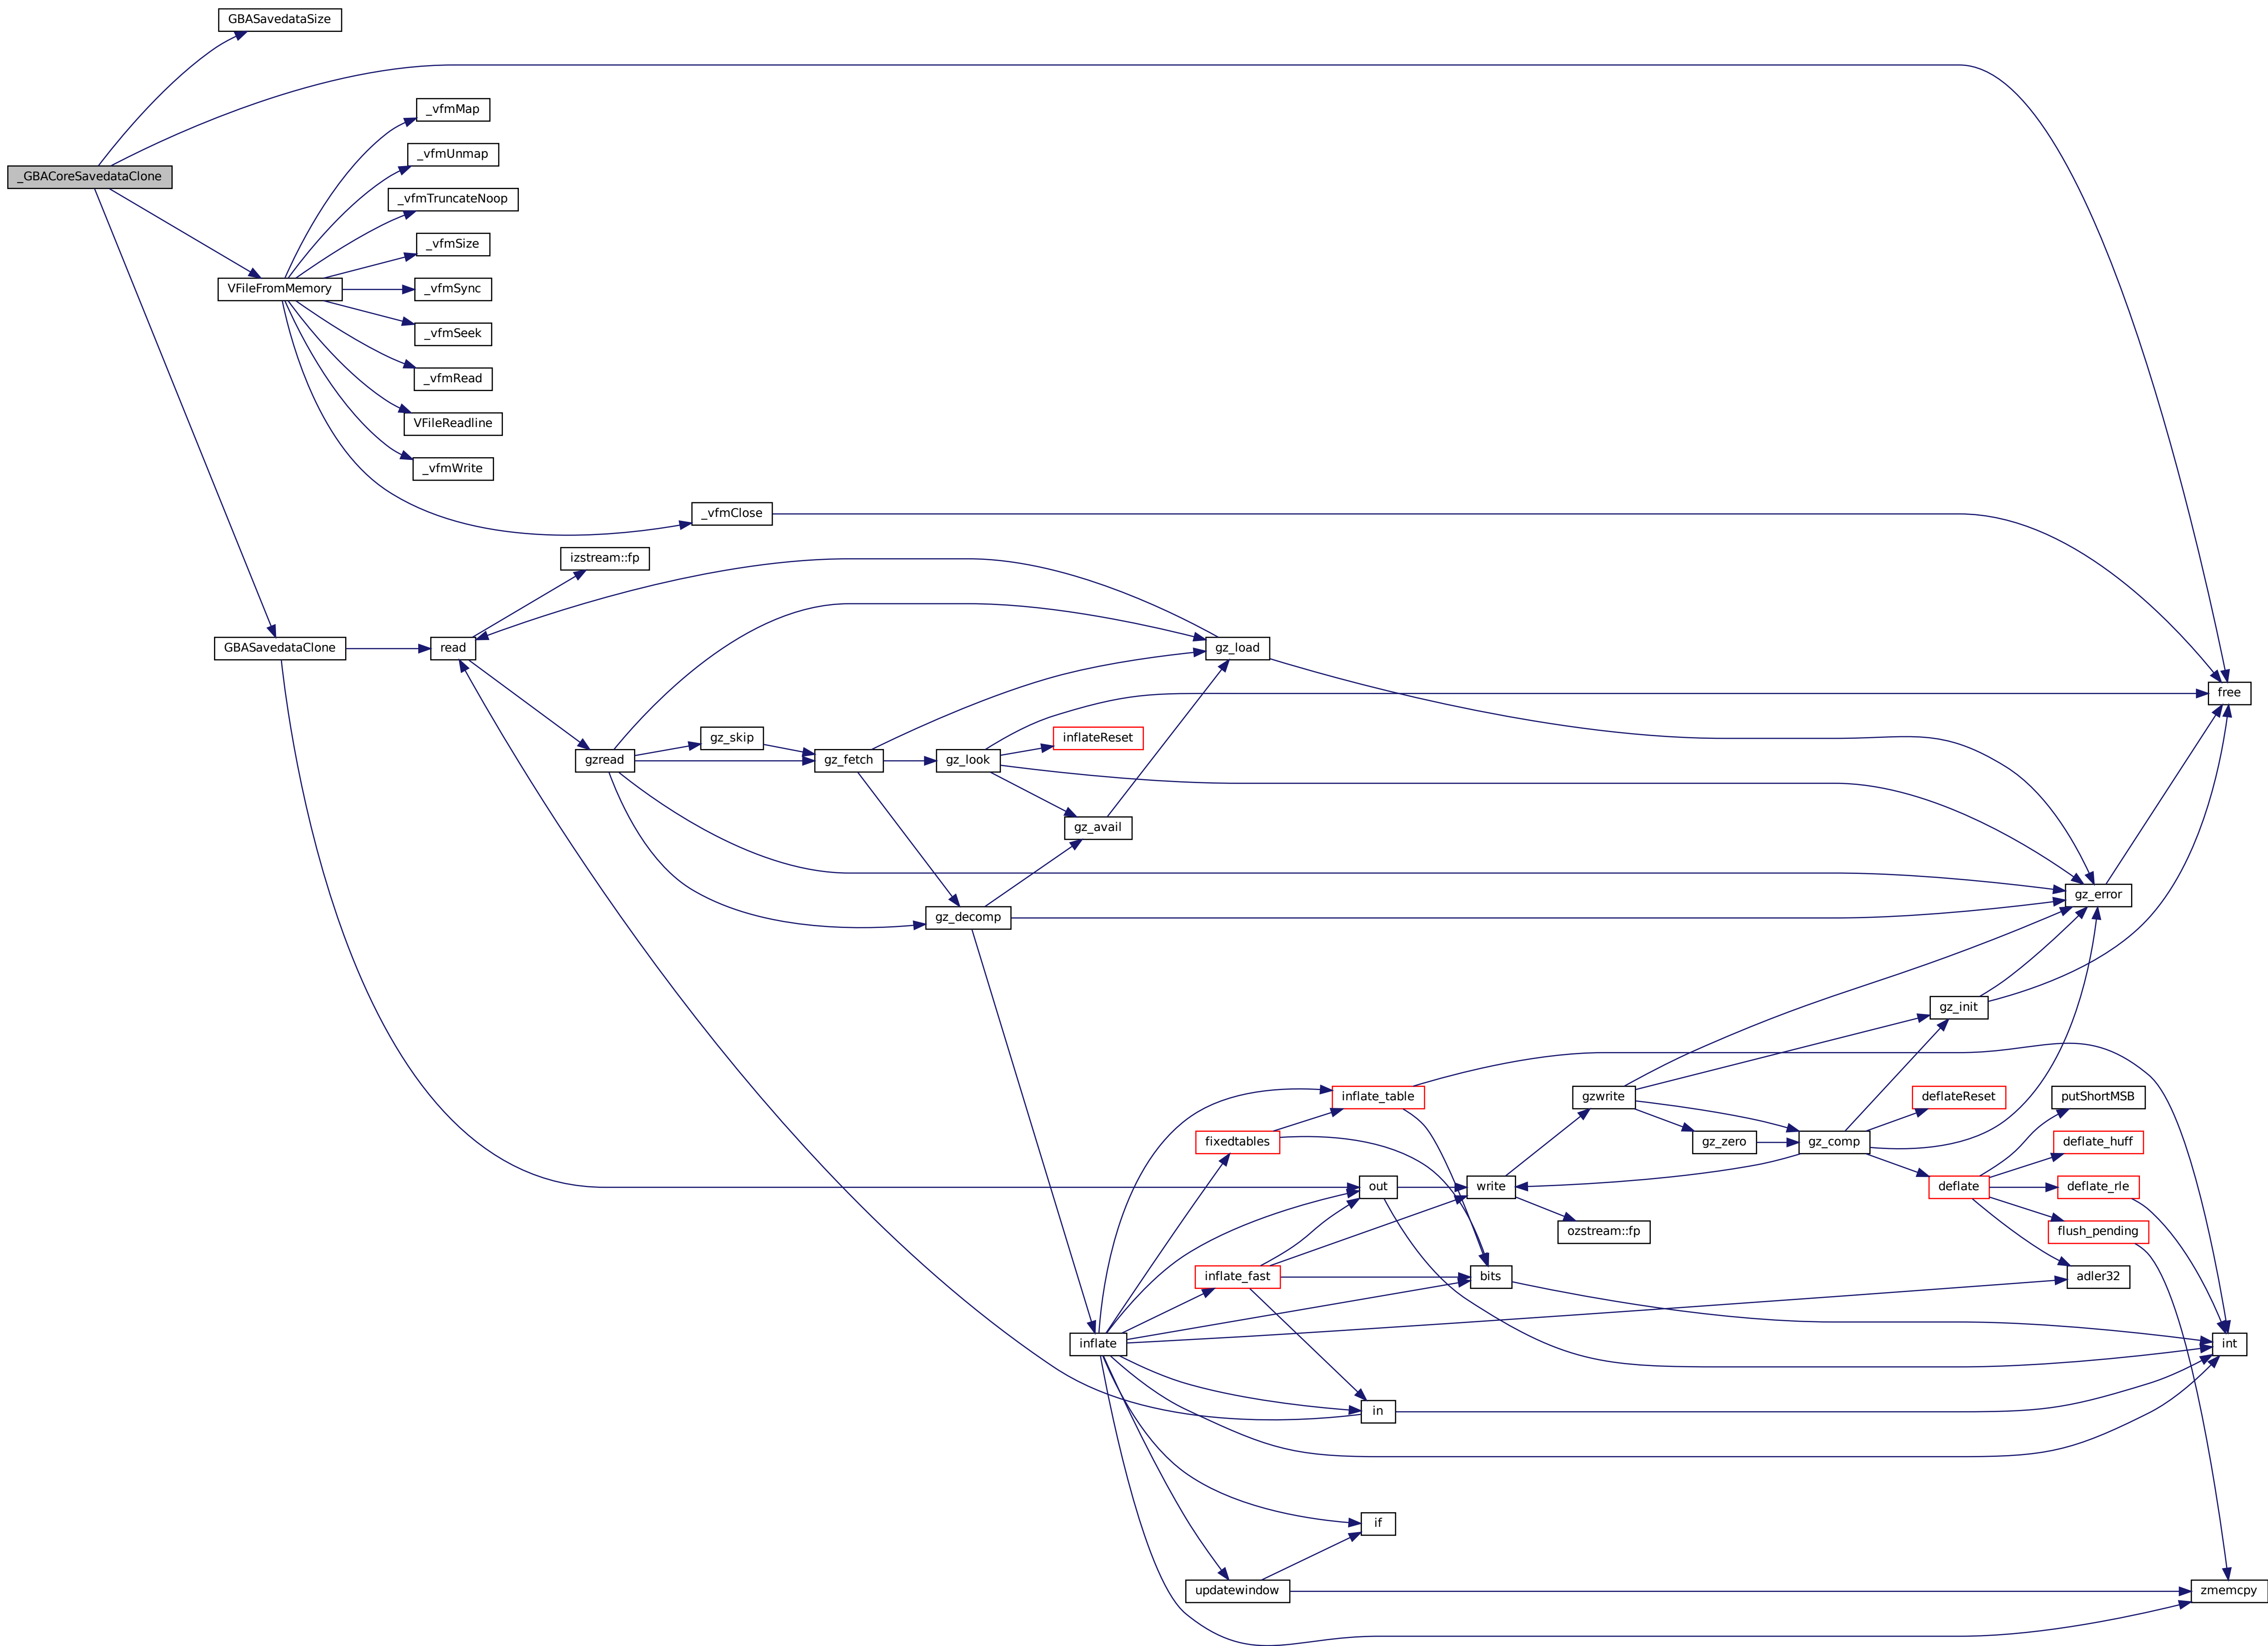 GBASavedataSize
_vfmMap
_vfmUnmap
_GBACoreSavedataClone
_vfmTruncateNoop
_vfmSize
VFileFromMemory
_vfmSync
_vfmSeek
_vfmRead
VFileReadline
_vfmWrite
_vfmClose
izstream::fp
GBASavedataClone
read
gz_load
free
gz_skip
inflateReset
gzread
gz_fetch
gz_look
gz_avail
gz_error
gz_decomp
gz_init
inflate_table
gzwrite
deflateReset
putShortMSB
fixedtables
gz_zero
gz_comp
deflate_huff
out
write
deflate
deflate_rle
ozstream::fp
flush_pending
inflate_fast
bits
adler32
inflate
int
in
if
updatewindow
zmemcpy